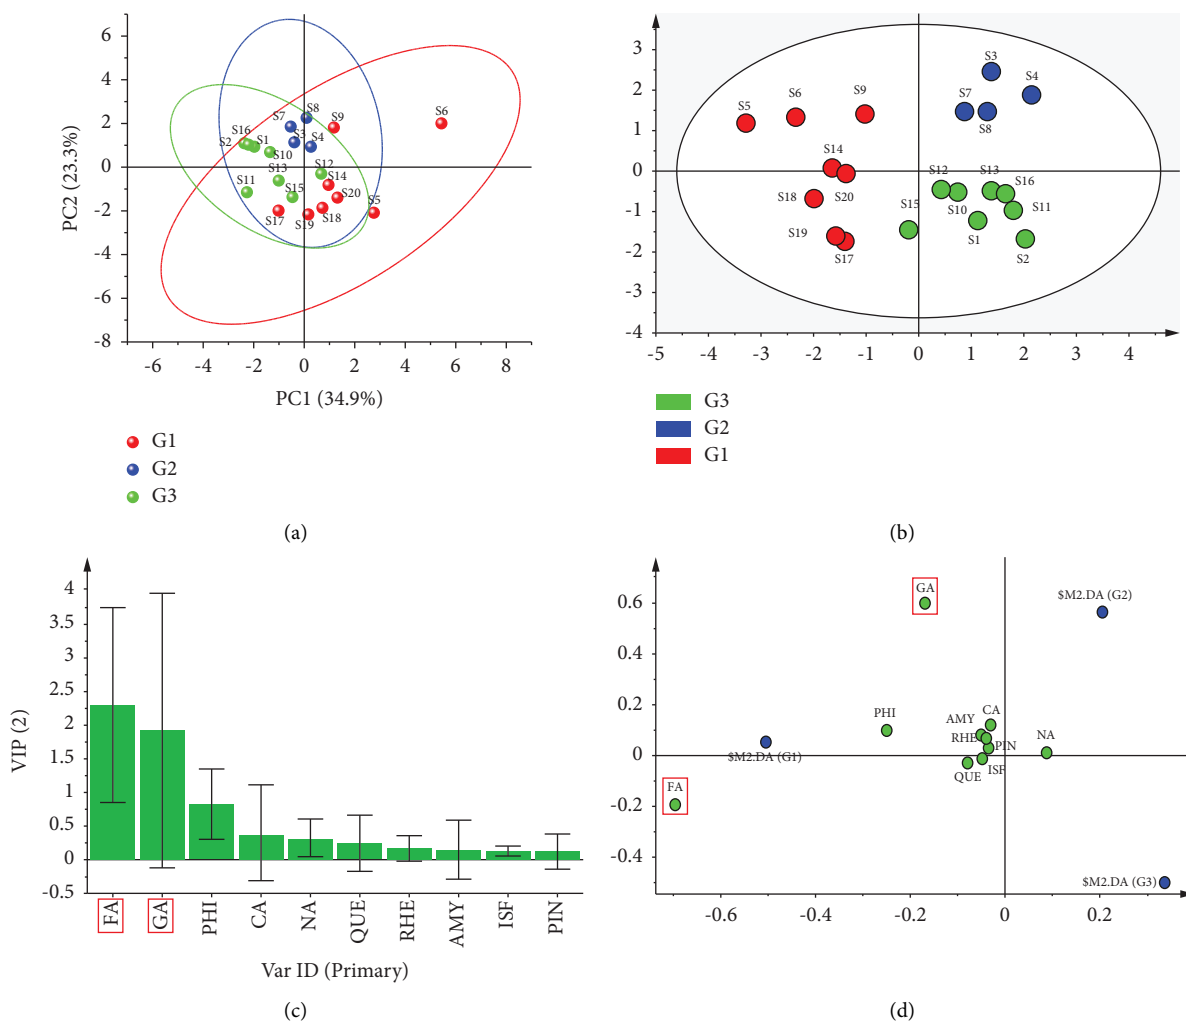 6
4
2
0
-2
-4
-6
-8
PC2 (23.3%)
S6
S8
S7
S9
S3
S4
S16
S2
S1
S10
S12
S13
S14
S11
S15
S20
S5
S17
S19
S18
-6
-4
-2
0
2
4
6
8
PC1 (34.9%)
G1
G2
G3
(a)
3
2
1
0
-1
-2
-3
-4
S3
S4
S5
S6
S9
S7
S8
S14
S12
S13
S16
S18
S20
S15
S10
S11
S19
S17
S1
S2
-5
-4
-3
-2
-1
0
1
2
3
4
G3
G2
G1
(b)
4
3.5
3
2.5
2
1.5
1
0.5
0
-0.5
VIP (2)
FA
GA
PHI
CA
NA
QUE
RHE
AMY
ISF
PIN
Var ID (Primary)
(c)
0.6
0.4
0.2
0
-0.2
-0.4
GA
$M2.DA (G2)
PHI
CA
AMY
RHE
PIN
NA
$M2.DA (G1)
QUE
ISF
FA
$M2.DA (G3)
-0.6
-0.4
-0.2
0
0.2
(d)